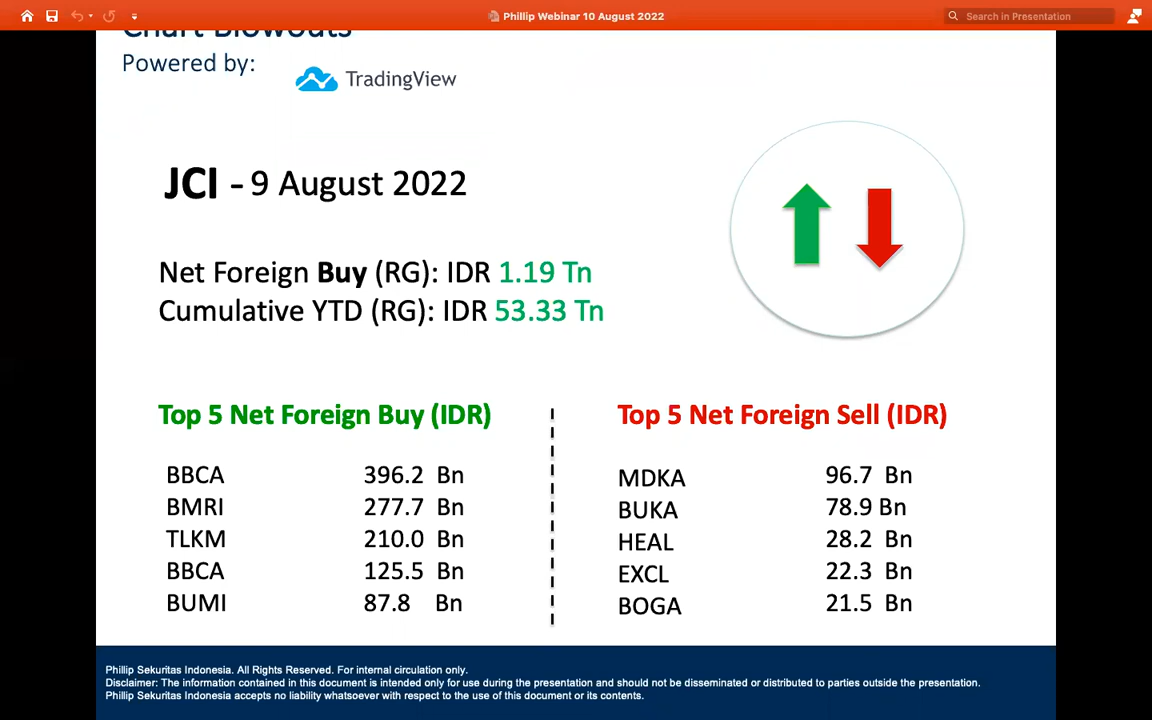 Phillip Webinar 10 August 2022
Search in Presentation
Chart Blowouts
Powered by:
TradingView
JCI - 9 August 2022
Net Foreign Buy (RG): IDR 1.19 Tn
Cumulative YTD (RG): IDR 53.33 Tn
Top 5 Net Foreign Buy (IDR)
BBCA 396.2 Bn
BMRI 277.7 Bn
TLKM 210.0 Bn
BBCA 125.5 Bn
BUMI 87.8 Bn
Top 5 Net Foreign Sell (IDR)
MDKA 96.7 Bn
BUKA 78.9 Bn
HEAL 28.2 Bn
EXCL 22.3 Bn
BOGA 21.5 Bn
Phillip Sekuritas Indonesia. All Rights Reserved. For internal circulation only.
Disclaimer: The information contained in this document is intended only for use during the presentation and should not be disseminated or distributed to parties outside the presentation.
Phillip Sekuritas Indonesia accepts no liability whatsoever with respect to the use of this document or its contents.